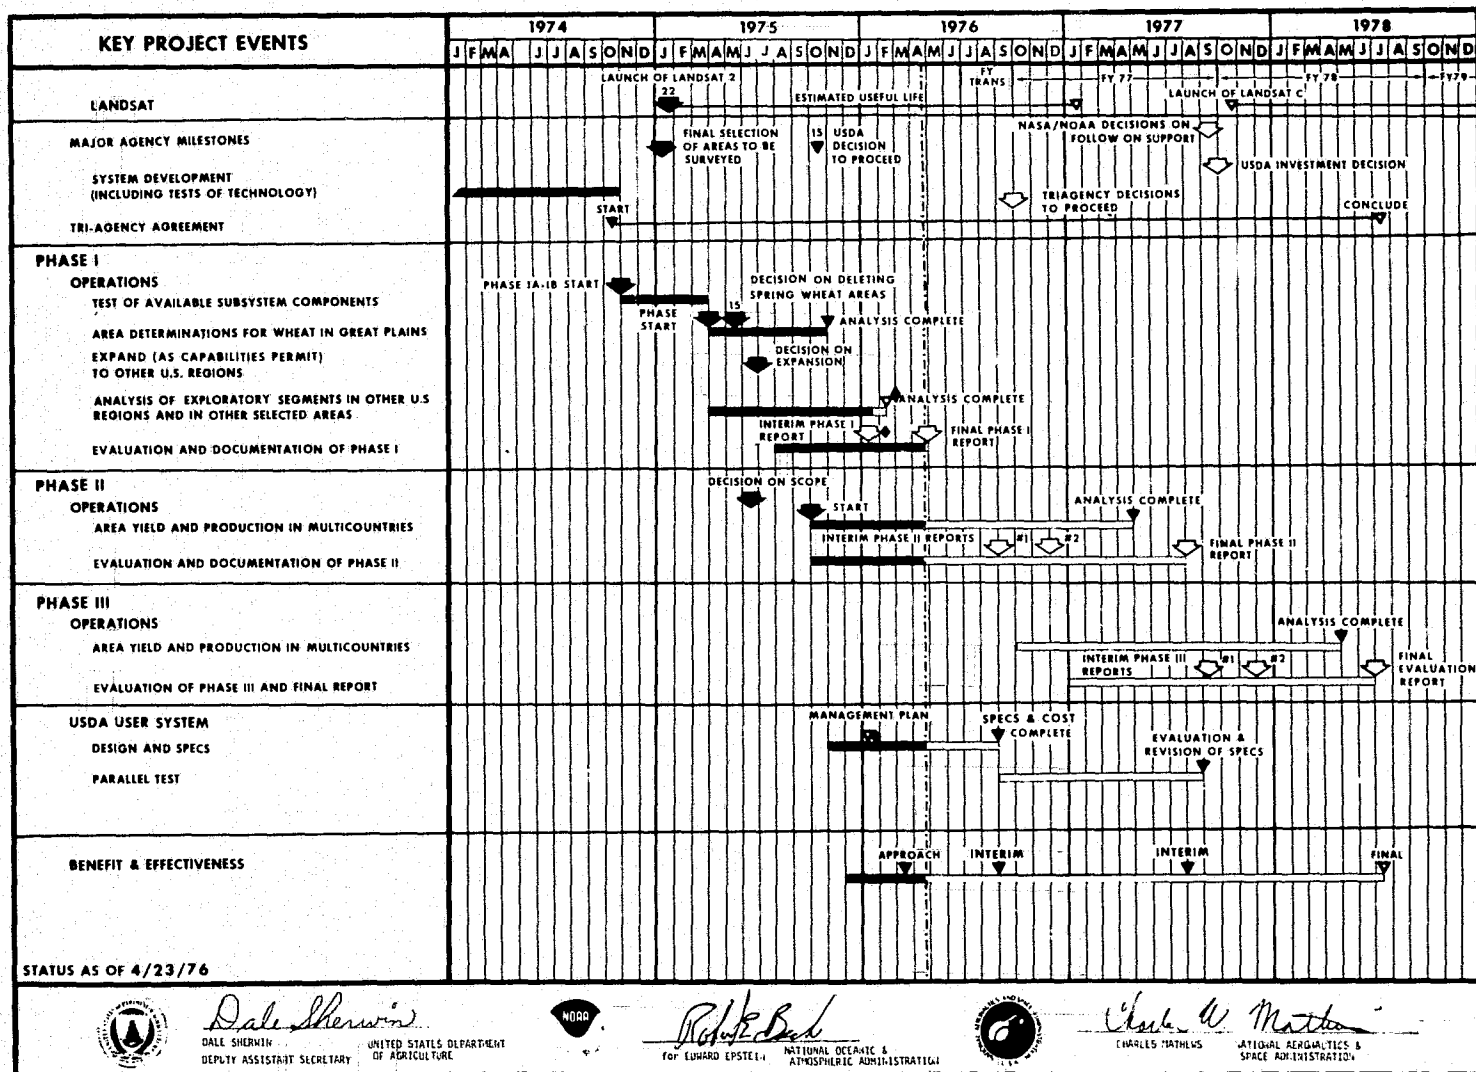 KEY PROJECT EVENTS
1974 1975 1976 1977 1978
J F M A J J A S O N D J F M A M J J A S O N D J F M A M J J A S O N D J F M A M J J A S O N D J F M A M J J A S O N D
LAUNCH OF LANDSAT 2
FY TRANS
FY 77
FY 78
FY79
LANDSAT
22
ESTIMATED USEFUL LIFE
LAUNCH OF LANDSAT C
MAJOR AGENCY MILESTONES
FINAL SELECTION
OF AREAS TO BE
SURVEYED
15 USDA
DECISION
TO PROCEED
NASA/NOAA DECISIONS ON
FOLLOW ON SUPPORT
USDA INVESTMENT DECISION
SYSTEM DEVELOPMENT
(INCLUDING TESTS OF TECHNOLOGY)
TRIAGENCY DECISIONS
TO PROCEED
TRI-AGENCY AGREEMENT
START
CONCLUDE
PHASE I
OPERATIONS
PHASE IA-IB START
TEST OF AVAILABLE SUBSYSTEM COMPONENTS
DECISION ON DELETING
SPRING WHEAT AREAS
AREA DETERMINATIONS FOR WHEAT IN GREAT PLAINS
PHASE
START
15
ANALYSIS COMPLETE
EXPAND (AS CAPABILITIES PERMIT)
TO OTHER U.S. REGIONS
DECISION ON
EXPANSION
ANALYSIS OF EXPLORATORY SEGMENTS IN OTHER U.S
REGIONS AND IN OTHER SELECTED AREAS
ANALYSIS COMPLETE
EVALUATION AND DOCUMENTATION OF PHASE I
INTERIM PHASE I
REPORT
FINAL PHASE I
REPORT
PHASE II
DECISION ON SCOPE
OPERATIONS
AREA YIELD AND PRODUCTION IN MULTICOUNTRIES
START
ANALYSIS COMPLETE
EVALUATION AND DOCUMENTATION OF PHASE II
INTERIM PHASE II REPORTS
#1
#2
FINAL PHASE II
REPORT
PHASE III
OPERATIONS
AREA YIELD AND PRODUCTION IN MULTICOUNTRIES
ANALYSIS COMPLETE
EVALUATION OF PHASE III AND FINAL REPORT
INTERIM PHASE III
REPORTS
#1
#2
FINAL
EVALUATION
REPORT
USDA USER SYSTEM
DESIGN AND SPECS
MANAGEMENT PLAN
SPECS & COST
COMPLETE
PARALLEL TEST
EVALUATION &
REVISION OF SPECS
BENEFIT & EFFECTIVENESS
APPROACH
INTERIM
INTERIM
FINAL
STATUS AS OF 4/23/76
Dale Sherwin
DALE SHERWIN
DEPUTY ASSISTANT SECRETARY
UNITED STATES DEPARTMENT
OF AGRICULTURE
NOAA
for EDWARD EPSTEIN
NATIONAL OCEANIC &
ATMOSPHERIC ADMINISTRATION
Charles W Mathews
CHARLES MATHEWS
NATIONAL AERONAUTICS &
SPACE ADMINISTRATION